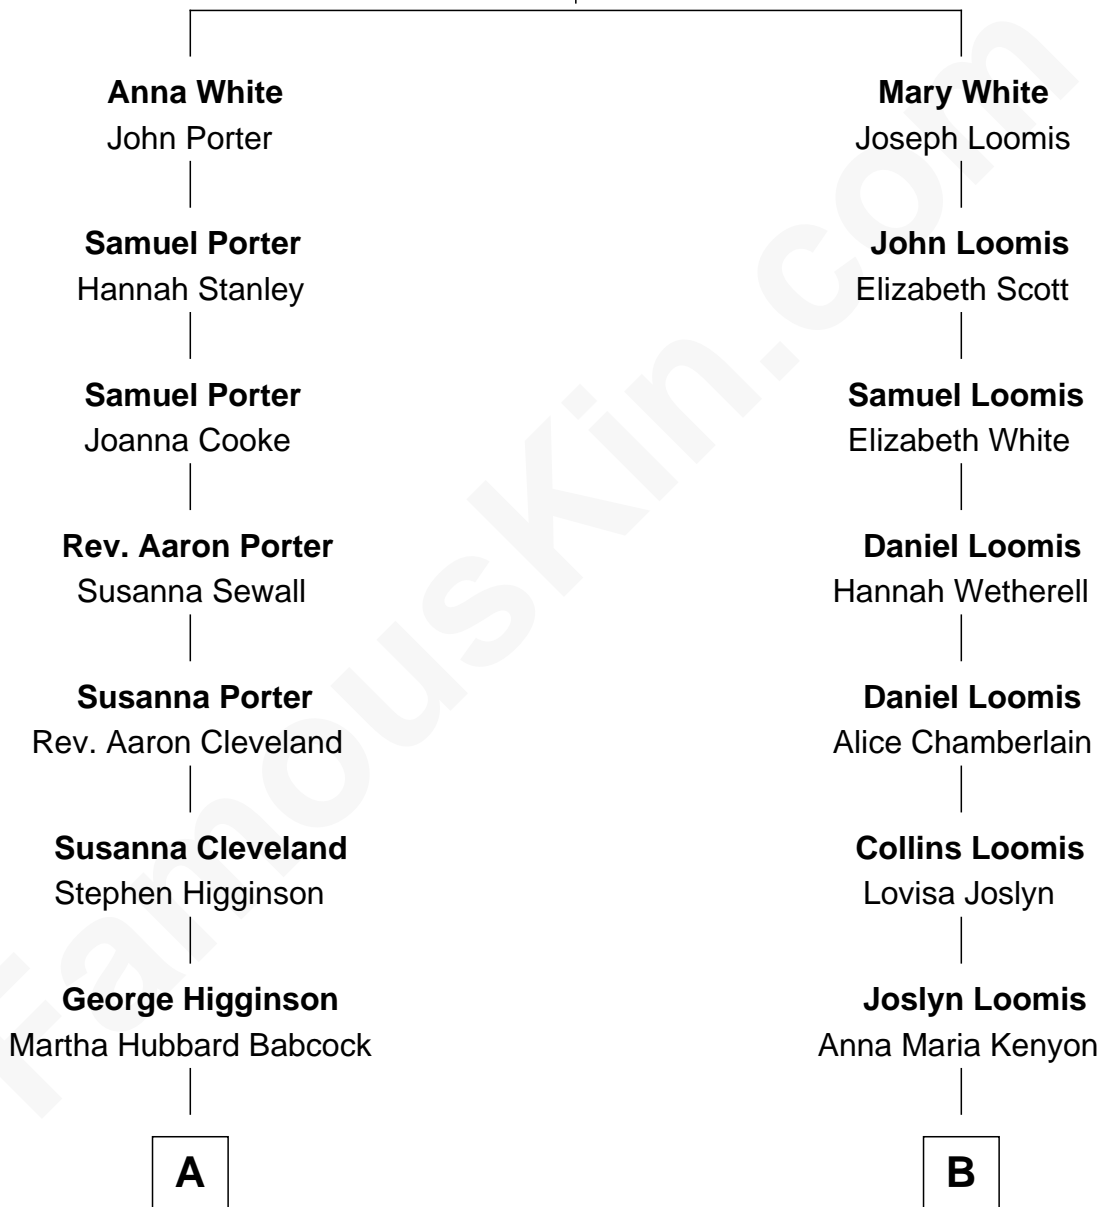 Anna White
John Porter
Samuel Porter
Hannah Stanley
Samuel Porter
Joanna Cooke
Rev. Aaron Porter
Susanna Sewall
Susanna Porter
Rev. Aaron Cleveland
Susanna Cleveland
Stephen Higginson
George Higginson
Martha Hubbard Babcock
A
Mary White
Joseph Loomis
John Loomis
Elizabeth Scott
Samuel Loomis
Elizabeth White
Daniel Loomis
Hannah Wetherell
Daniel Loomis
Alice Chamberlain
Collins Loomis
Lovisa Joslyn
Joslyn Loomis
Anna Maria Kenyon
B
FamousKin.com